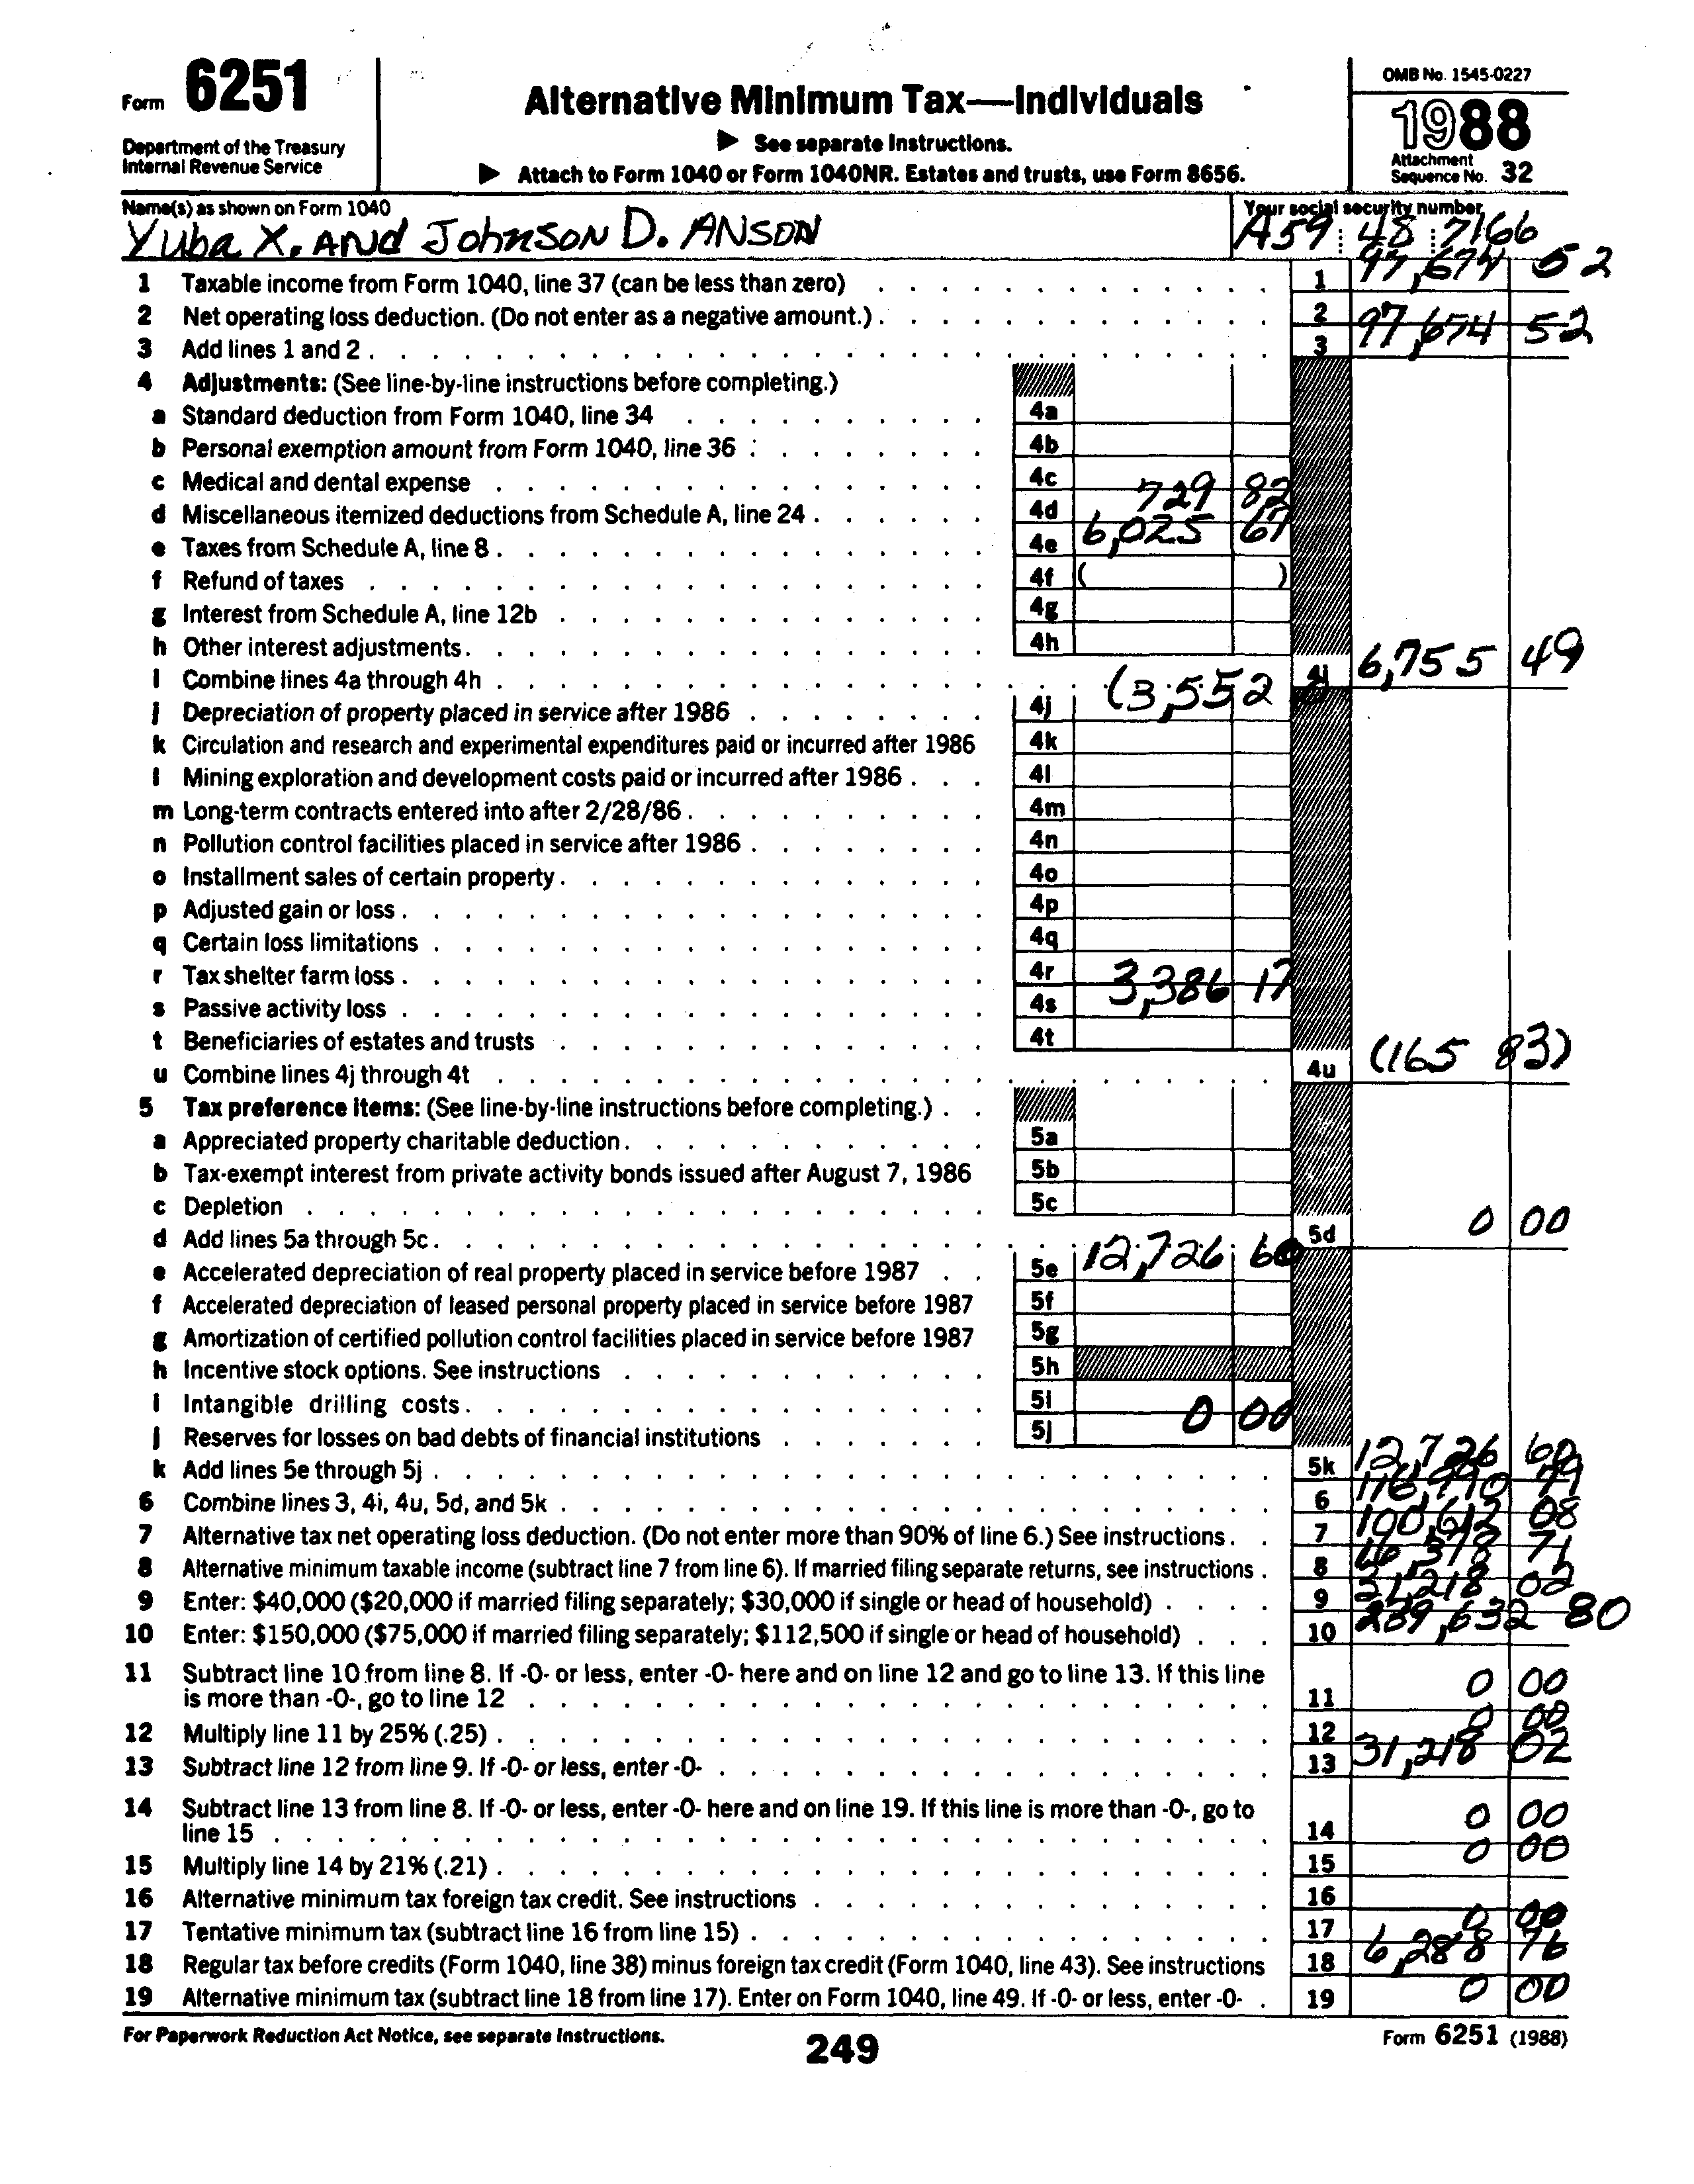 Form 6251
Department of the Treasury
Internal Revenue Service
Alternative Minimum Tax—Individuals
▶ See separate Instructions.
▶ Attach to Form 1040 or Form 1040NR. Estates and trusts, use Form 8656.
OMB No. 1545-0227
1988
Attachment
Sequence No. 32
Name(s) as shown on Form 1040
Yuba X. AND Johnson D. ANSON
Your social security number
A59 48 7166
1 Taxable income from Form 1040, line 37 (can be less than zero) 1 97,674 52
2 Net operating loss deduction. (Do not enter as a negative amount.) 2
3 Add lines 1 and 2 3 97,674 52
4 Adjustments: (See line-by-line instructions before completing.)
a Standard deduction from Form 1040, line 34 4a
b Personal exemption amount from Form 1040, line 36 4b
c Medical and dental expense 4c
d Miscellaneous itemized deductions from Schedule A, line 24 4d 729 82
e Taxes from Schedule A, line 8 4e 6,025 67
f Refund of taxes 4f ( )
g Interest from Schedule A, line 12b 4g
h Other interest adjustments 4h
i Combine lines 4a through 4h 4i 6,755 49
j Depreciation of property placed in service after 1986 4j (3,552
k Circulation and research and experimental expenditures paid or incurred after 1986 4k
l Mining exploration and development costs paid or incurred after 1986 4l
m Long-term contracts entered into after 2/28/86 4m
n Pollution control facilities placed in service after 1986 4n
o Installment sales of certain property 4o
p Adjusted gain or loss 4p
q Certain loss limitations 4q
r Tax shelter farm loss 4r
s Passive activity loss 4s 3,386 17
t Beneficiaries of estates and trusts 4t
u Combine lines 4j through 4t 4u (165 83)
5 Tax preference items: (See line-by-line instructions before completing.)
a Appreciated property charitable deduction 5a
b Tax-exempt interest from private activity bonds issued after August 7, 1986 5b
c Depletion 5c
d Add lines 5a through 5c 5d 0 00
e Accelerated depreciation of real property placed in service before 1987 5e 12,726 60
f Accelerated depreciation of leased personal property placed in service before 1987 5f
g Amortization of certified pollution control facilities placed in service before 1987 5g
h Incentive stock options. See instructions 5h
i Intangible drilling costs 5i
j Reserves for losses on bad debts of financial institutions 5j 0 00
k Add lines 5e through 5j 5k 12,726 60
6 Combine lines 3, 4i, 4u, 5d, and 5k 6 116,990 79
7 Alternative tax net operating loss deduction. (Do not enter more than 90% of line 6.) See instructions 7 100,612 08
8 Alternative minimum taxable income (subtract line 7 from line 6). If married filing separate returns, see instructions 8 16,378 71
9 Enter: $40,000 ($20,000 if married filing separately; $30,000 if single or head of household) 9 31,218 02
10 Enter: $150,000 ($75,000 if married filing separately; $112,500 if single or head of household) 10 289,632 80
11 Subtract line 10 from line 8. If -0- or less, enter -0- here and on line 12 and go to line 13. If this line
is more than -0-, go to line 12 11 0 00
12 Multiply line 11 by 25% (.25) 12 0 00
13 Subtract line 12 from line 9. If -0- or less, enter -0- 13 31,218 02
14 Subtract line 13 from line 8. If -0- or less, enter -0- here and on line 19. If this line is more than -0-, go to
line 15 14 0 00
15 Multiply line 14 by 21% (.21) 15 0 00
16 Alternative minimum tax foreign tax credit. See instructions 16
17 Tentative minimum tax (subtract line 16 from line 15) 17 0 00
18 Regular tax before credits (Form 1040, line 38) minus foreign tax credit (Form 1040, line 43). See instructions 18 6,288 76
19 Alternative minimum tax (subtract line 18 from line 17). Enter on Form 1040, line 49. If -0- or less, enter -0- 19 0 00
For Paperwork Reduction Act Notice, see separate Instructions.
249
Form 6251 (1988)